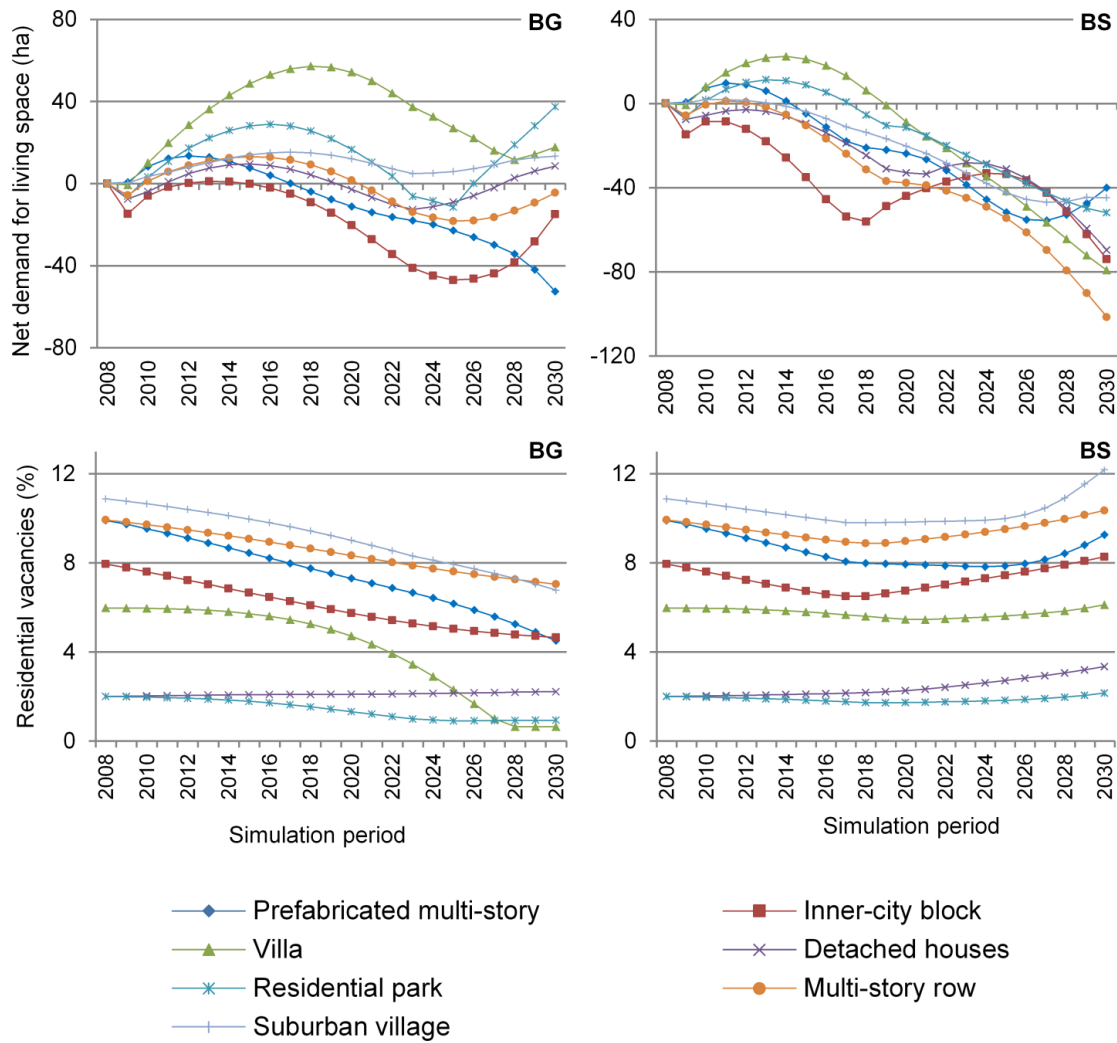 BG
Net demand for living space (ha)
80
40
0
-40
-80
2008 2010 2012 2014 2016 2018 2020 2022 2024 2026 2028 2030
BS
40
0
-40
-80
-120
2008 2010 2012 2014 2016 2018 2020 2022 2024 2026 2028 2030
BG
Residential vacancies (%)
12
8
4
0
2008 2010 2012 2014 2016 2018 2020 2022 2024 2026 2028 2030
Simulation period
BS
12
8
4
0
2008 2010 2012 2014 2016 2018 2020 2022 2024 2026 2028 2030
Simulation period
Prefabricated multi-story
Inner-city block
Villa
Detached houses
Residential park
Multi-story row
Suburban village